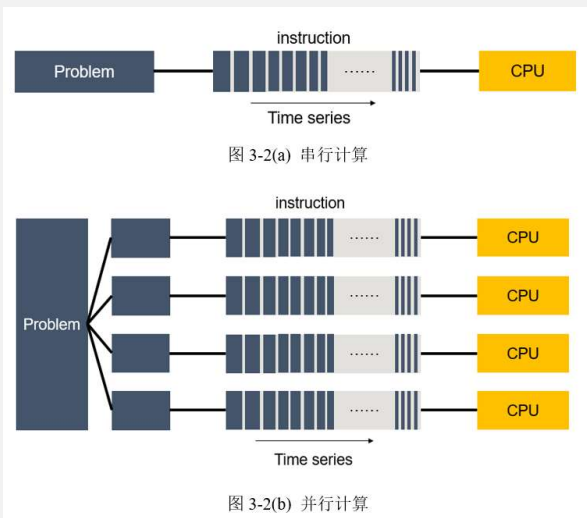 instruction
Problem ...... CPU
Time series
图 3-2(a) 串行计算
instruction
...... CPU
...... CPU
Problem
...... CPU
...... CPU
Time series
图 3-2(b) 并行计算